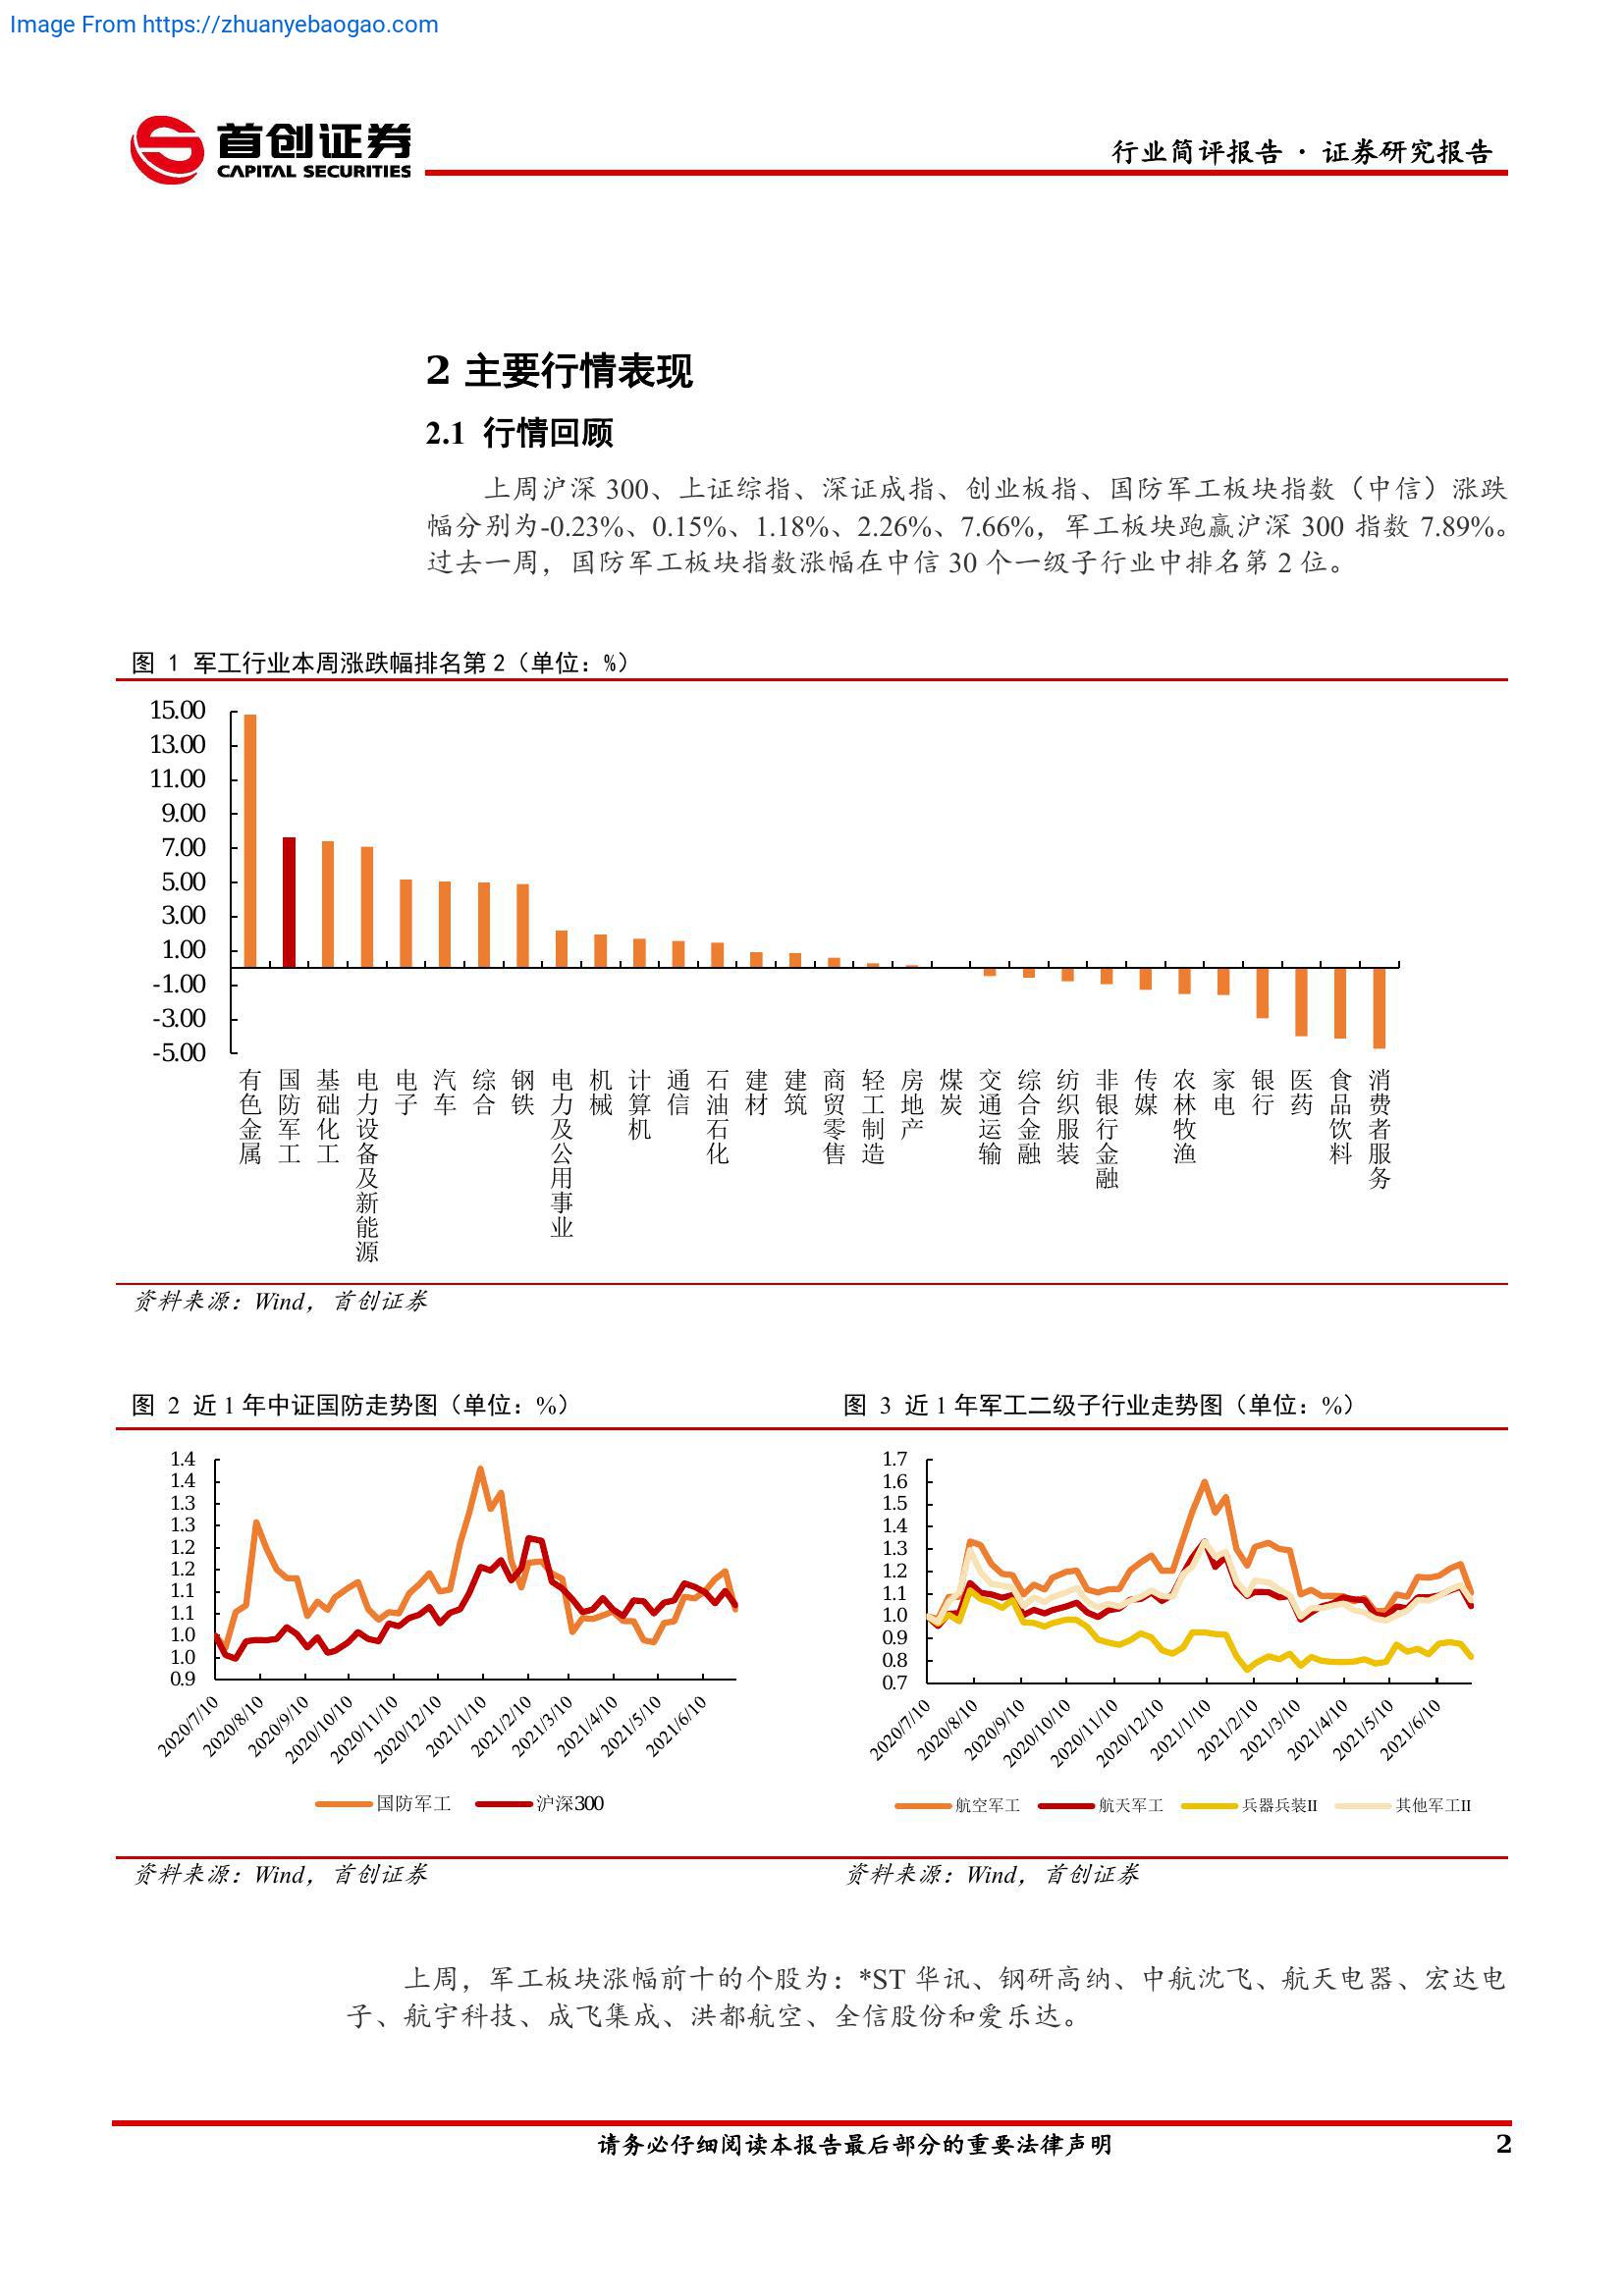 Image From https://zhuanyebaogao.com
首创证券
CAPITAL SECURITIES
行业简评报告 · 证券研究报告
2 主要行情表现
2.1 行情回顾
上周沪深 300、上证综指、深证成指、创业板指、国防军工板块指数（中信）涨跌
幅分别为-0.23%、0.15%、1.18%、2.26%、7.66%，军工板块跑赢沪深 300 指数 7.89%。
过去一周，国防军工板块指数涨幅在中信 30 个一级子行业中排名第 2 位。
图 1 军工行业本周涨跌幅排名第 2（单位：%）
15.00
13.00
11.00
9.00
7.00
5.00
3.00
1.00
-1.00
-3.00
-5.00
有色金属
国防军工
基础化工
电力设备及新能源
电子
汽车
综合
钢铁
电力及公用事业
机械
计算机
通信
石油石化
建材
建筑
商贸零售
轻工制造
房地产
煤炭
交通运输
综合金融
纺织服装
非银行金融
传媒
农林牧渔
家电
银行
医药
食品饮料
消费者服务
资料来源：Wind，首创证券
图 2 近 1 年中证国防走势图（单位：%）
1.4
1.4
1.3
1.3
1.2
1.2
1.1
1.1
1.0
1.0
0.9
2020/7/10
2020/8/10
2020/9/10
2020/10/10
2020/11/10
2020/12/10
2021/1/10
2021/2/10
2021/3/10
2021/4/10
2021/5/10
2021/6/10
国防军工
沪深300
资料来源：Wind，首创证券
图 3 近 1 年军工二级子行业走势图（单位：%）
1.7
1.6
1.5
1.4
1.3
1.2
1.1
1.0
0.9
0.8
0.7
2020/7/10
2020/8/10
2020/9/10
2020/10/10
2020/11/10
2020/12/10
2021/1/10
2021/2/10
2021/3/10
2021/4/10
2021/5/10
2021/6/10
航空军工
航天军工
兵器兵装II
其他军工II
资料来源：Wind，首创证券
上周，军工板块涨幅前十的个股为：*ST 华讯、钢研高纳、中航沈飞、航天电器、宏达电
子、航宇科技、成飞集成、洪都航空、全信股份和爱乐达。
请务必仔细阅读本报告最后部分的重要法律声明
2